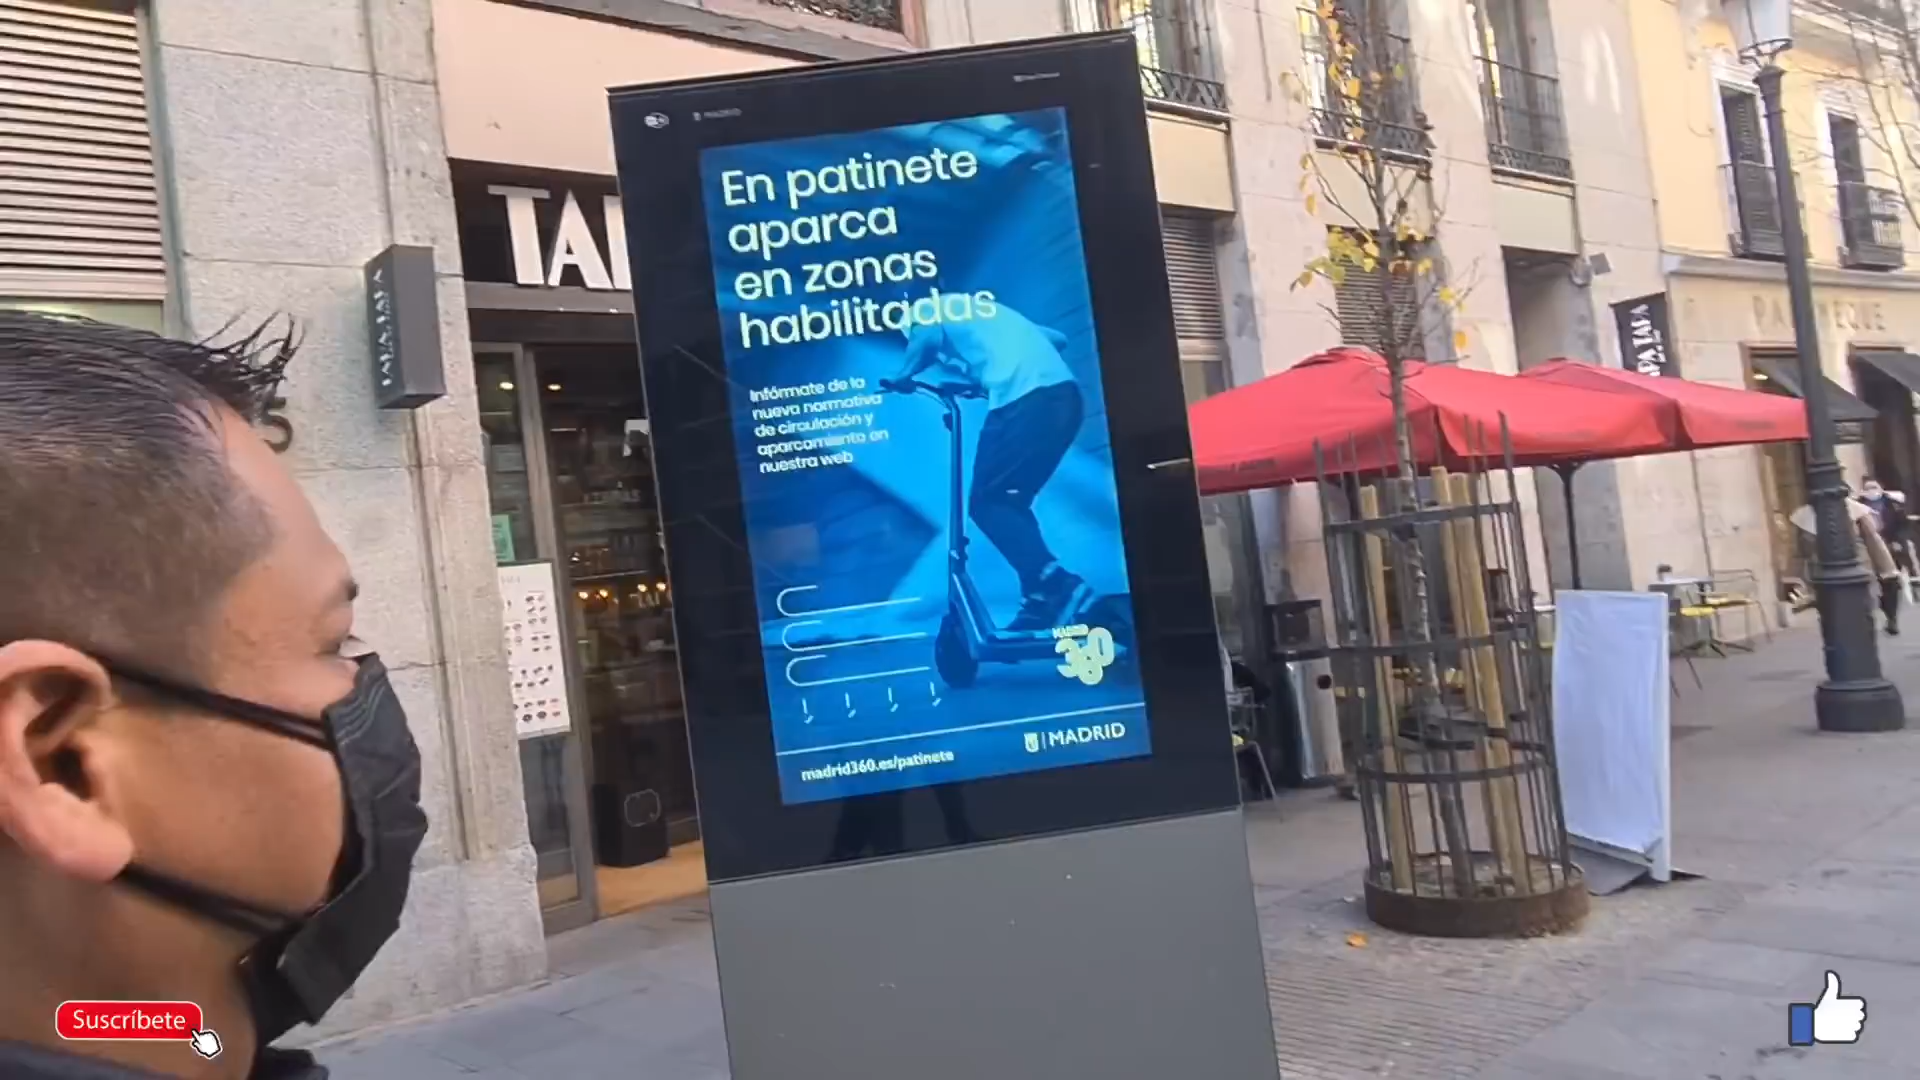 MADRID
En patinete
aparca
en zonas
habilitadas
Infórmate de la
nueva normativa
de circulación y
aparcamiento en
nuestra web
MADRID
360
madrid360.es/patinete
MADRID
TAPA TAPA
Suscríbete